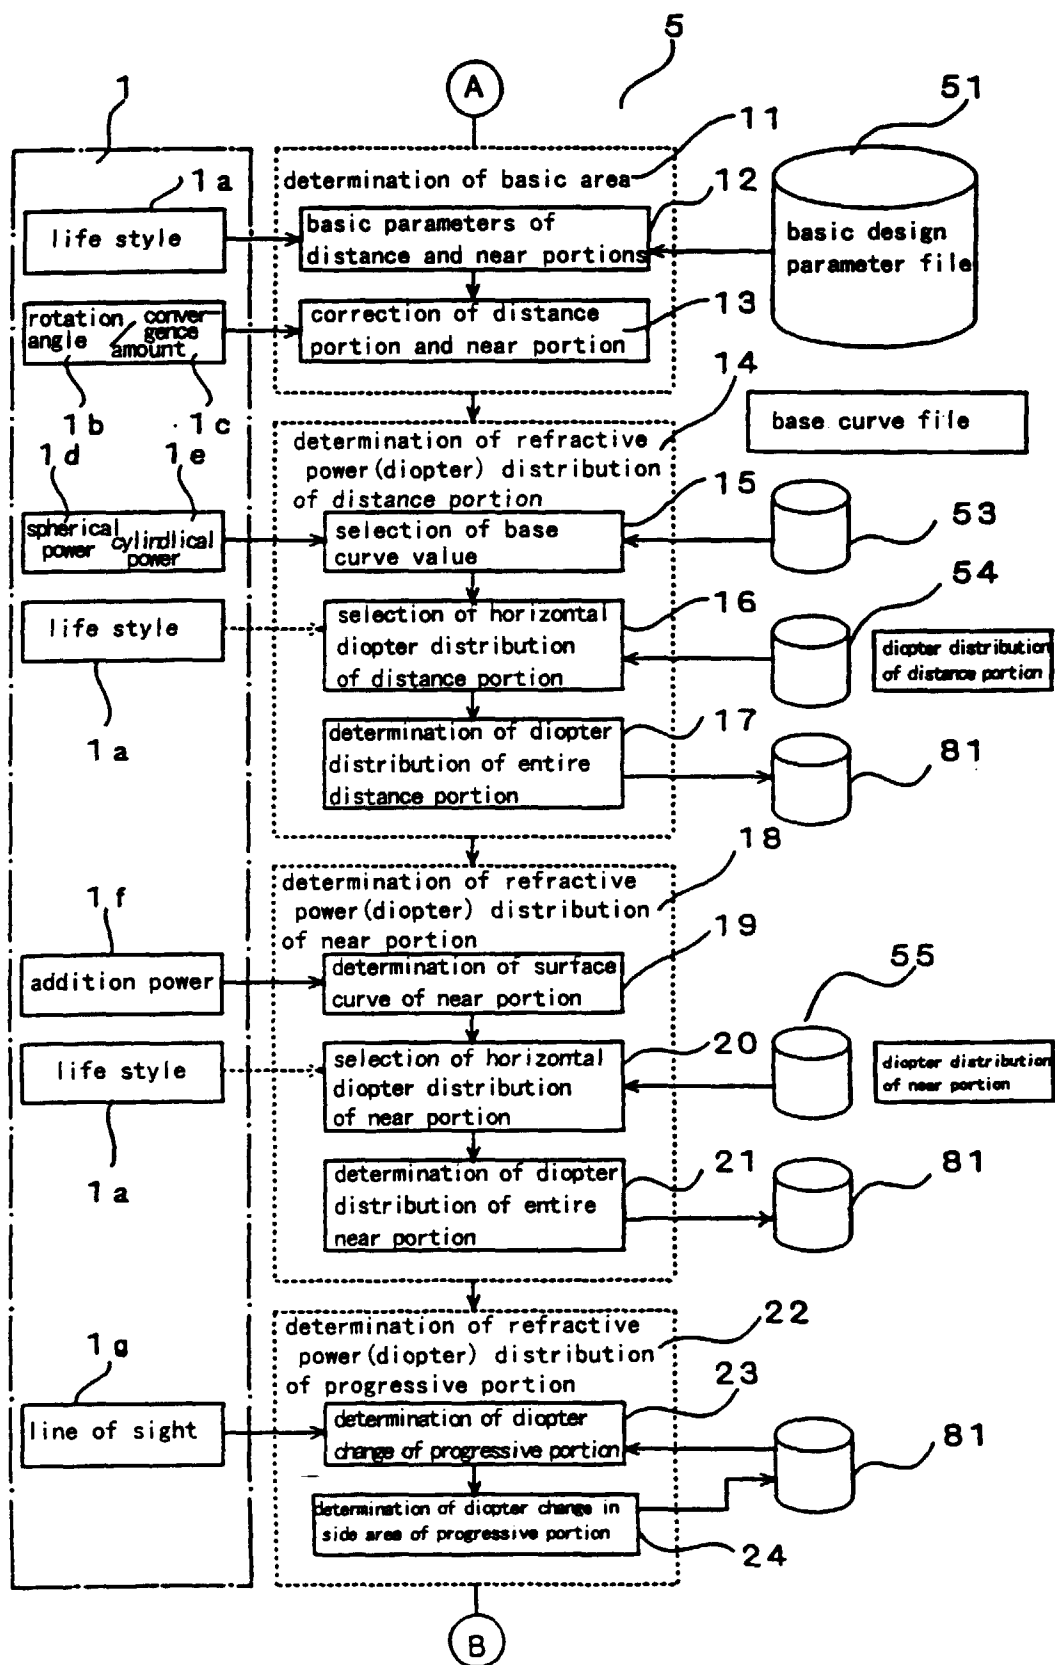 5
A
1
11
51
determination of basic area
1a
12
life style
basic parameters of
distance and near portions
basic design
parameter file
13
rotation
angle
conver-
gence
amount
correction of distance
portion and near portion
14
1b
1c
base curve file
determination of refractive
power(diopter) distribution
of distance portion
1d
1e
15
spherical
power
cylindlical
power
selection of base
curve value
53
54
16
life style
selection of horizontal
diopter distribution
of distance portion
diopter distribution
of distance portion
17
1a
determination of diopter
distribution of entire
distance portion
81
18
determination of refractive
power(diopter) distribution
of near portion
1f
19
addition power
determination of surface
curve of near portion
55
20
life style
selection of horizontal
diopter distribution
of near portion
diopter distribution
of near portion
21
81
1a
determination of diopter
distribution of entire
near portion
22
determination of refractive
power(diopter) distribution
of progressive portion
1g
23
line of sight
determination of diopter
change of progressive portion
81
determination of diopter change in
side area of progressive portion
24
B